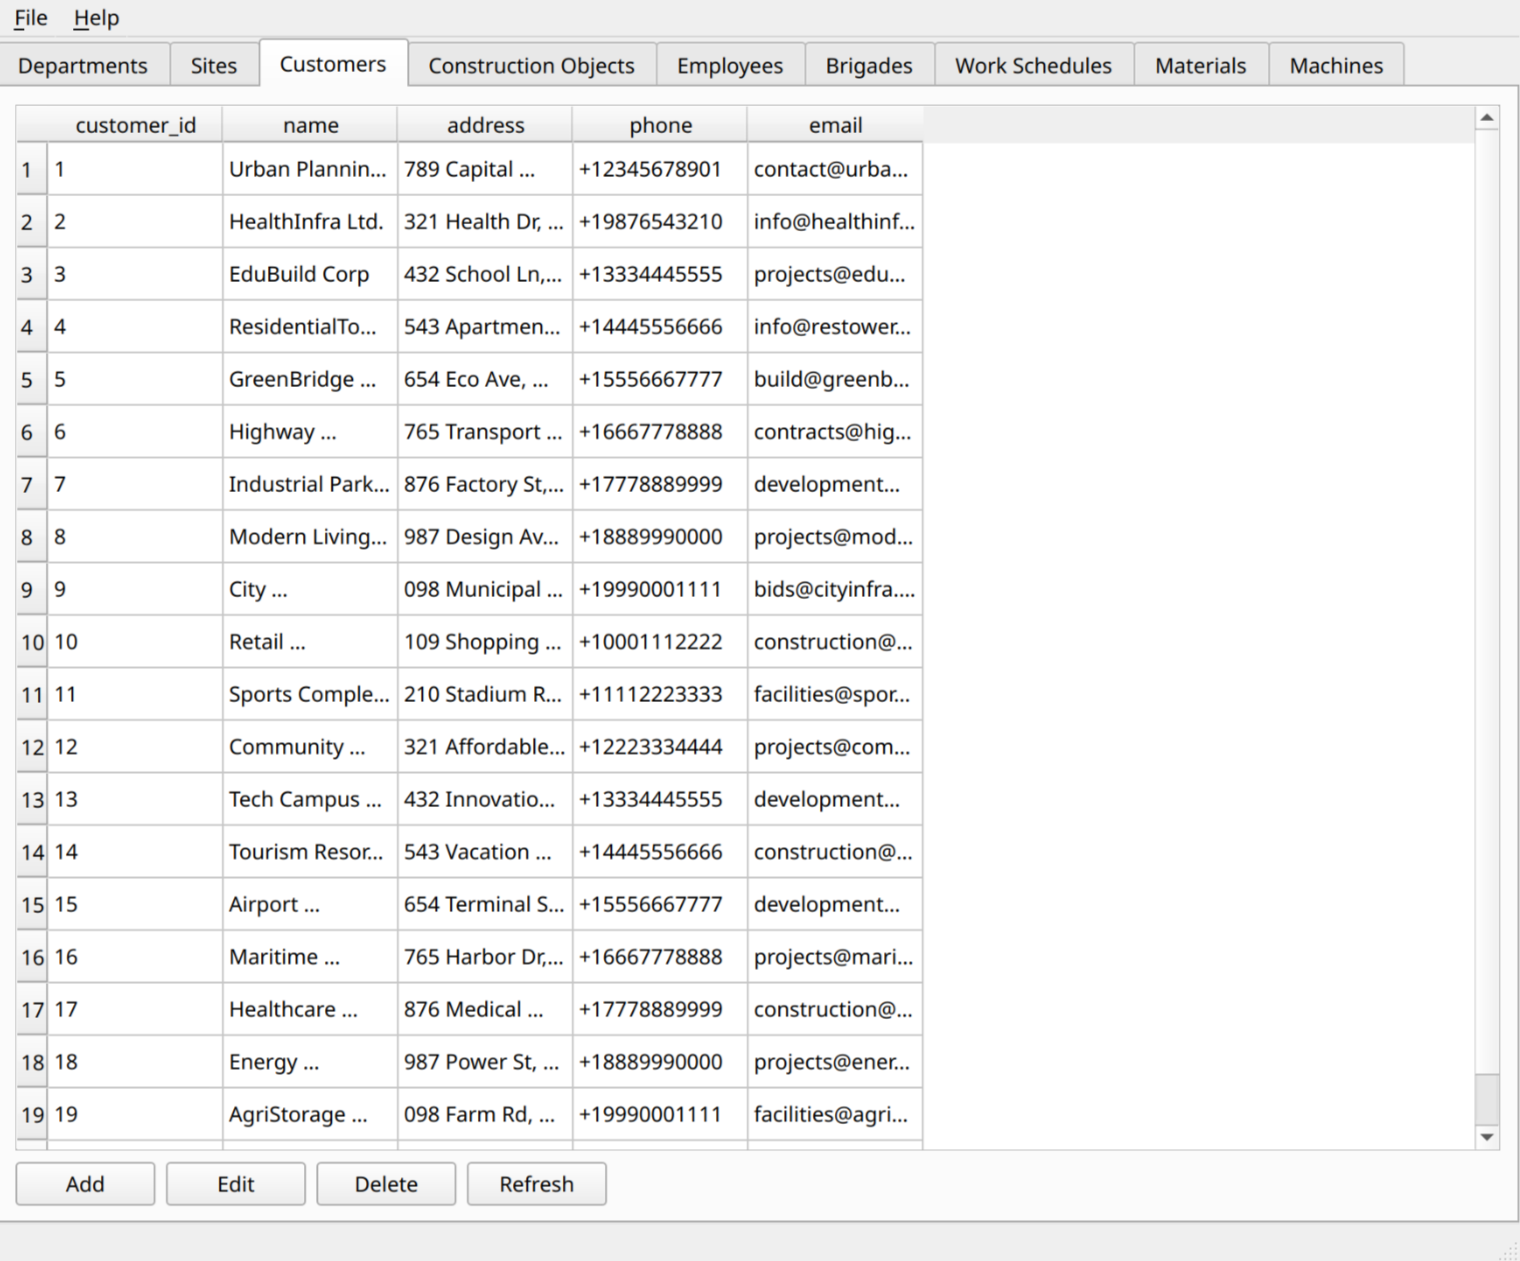 File Help
Departments Sites Customers Construction Objects Employees Brigades Work Schedules Materials Machines
customer_id name address phone email
1 1 Urban Plannin... 789 Capital ... +12345678901 contact@urba...
2 2 HealthInfra Ltd. 321 Health Dr, ... +19876543210 info@healthinf...
3 3 EduBuild Corp 432 School Ln,... +13334445555 projects@edu...
4 4 ResidentialTo... 543 Apartmen... +14445556666 info@restower...
5 5 GreenBridge ... 654 Eco Ave, ... +15556667777 build@greenb...
6 6 Highway ... 765 Transport ... +16667778888 contracts@hig...
7 7 Industrial Park... 876 Factory St,... +17778889999 development...
8 8 Modern Living... 987 Design Av... +18889990000 projects@mod...
9 9 City ... 098 Municipal ... +19990001111 bids@cityinfra....
10 10 Retail ... 109 Shopping ... +10001112222 construction@...
11 11 Sports Comple... 210 Stadium R... +11112223333 facilities@spor...
12 12 Community ... 321 Affordable... +12223334444 projects@com...
13 13 Tech Campus ... 432 Innovatio... +13334445555 development...
14 14 Tourism Resor... 543 Vacation ... +14445556666 construction@...
15 15 Airport ... 654 Terminal S... +15556667777 development...
16 16 Maritime ... 765 Harbor Dr,... +16667778888 projects@mari...
17 17 Healthcare ... 876 Medical ... +17778889999 construction@...
18 18 Energy ... 987 Power St, ... +18889990000 projects@ener...
19 19 AgriStorage ... 098 Farm Rd, ... +19990001111 facilities@agri...
Add Edit Delete Refresh